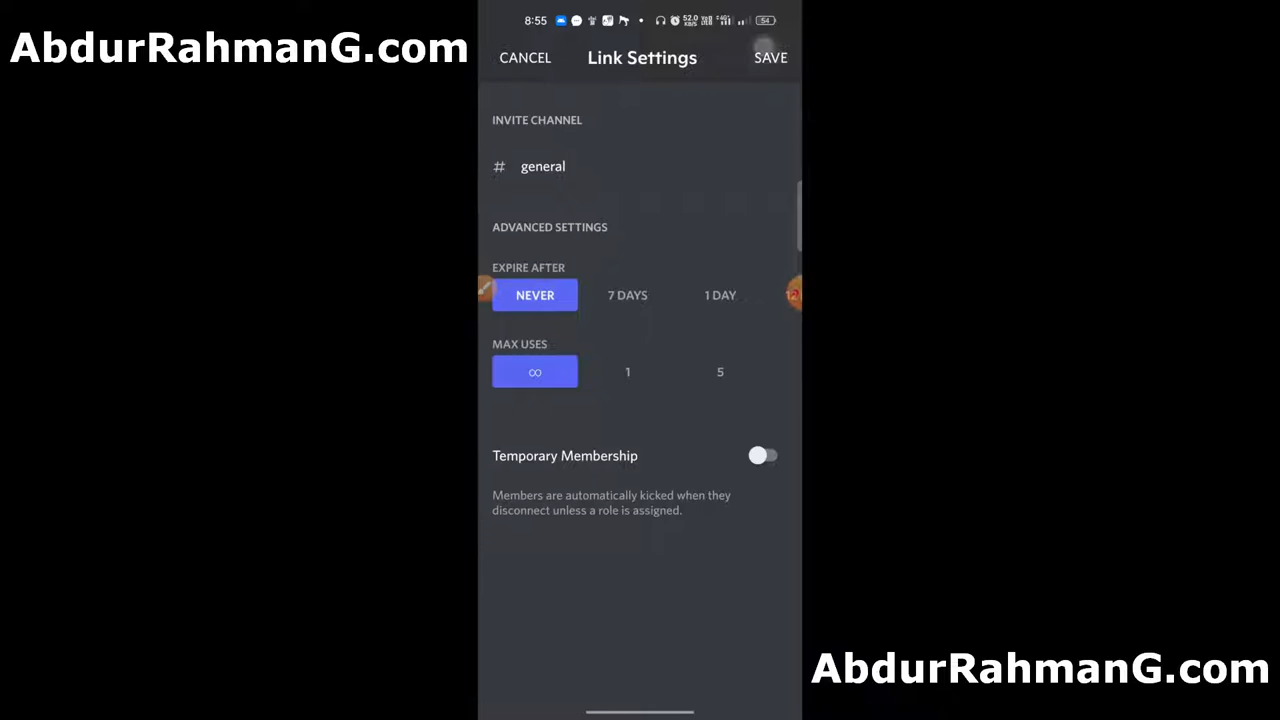 AbdurRahmanG.com
8:55
54
CANCEL Link Settings SAVE
INVITE CHANNEL
# general
ADVANCED SETTINGS
EXPIRE AFTER
NEVER 7 DAYS 1 DAY
MAX USES
∞ 1 5
Temporary Membership
Members are automatically kicked when they
disconnect unless a role is assigned.
AbdurRahmanG.com